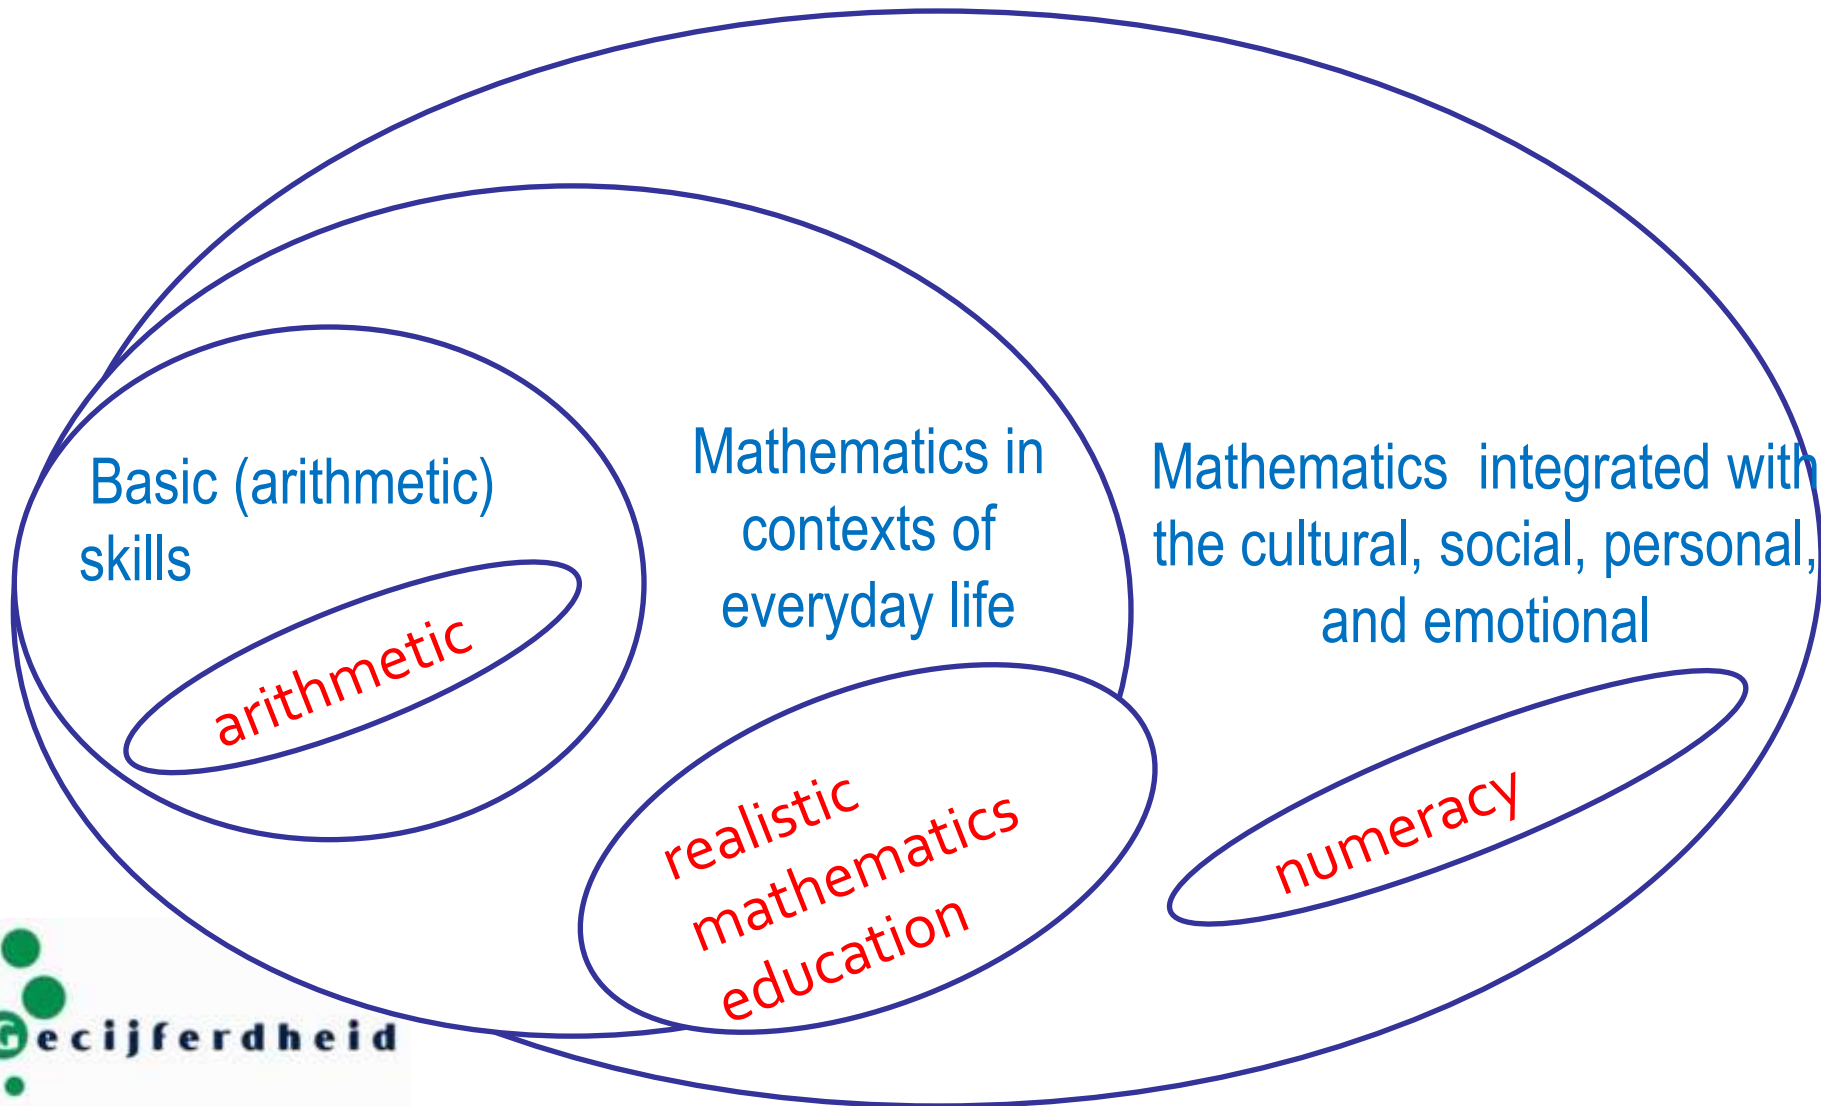 Basic (arithmetic)
skills
arithmetic
Mathematics in
contexts of
everyday life
realistic
mathematics
education
Mathematics integrated with
the cultural, social, personal,
and emotional
numeracy
Gecijferdheid